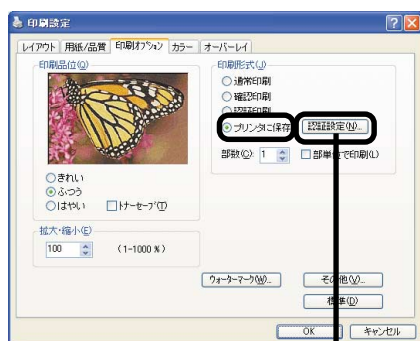 印刷設定
レイアウト 用紙/品質 印刷ｵﾌﾟｼｮﾝ カラー オーバーレイ
印刷品位(Q)
きれい
ふつう
はやい
ﾄﾅｰｾｰﾌﾞ(T)
拡大・縮小(E)
100 (1-1000 %)
印刷形式(J)
通常印刷
確認印刷
認証印刷
プリンタに保存 認証設定(N)...
部数(C): 1 部単位で印刷(L)
ｳｫｰﾀｰﾏｰｸ(W)... その他(V)...
標準(D)
OK キャンセル